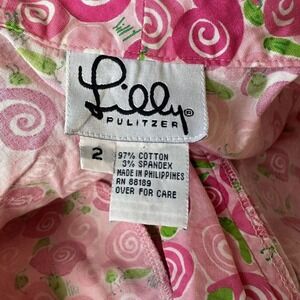 Lilly®
PULITZER
2
97% COTTON
3% SPANDEX
MADE IN PHILIPPINES
RN 88189
OVER FOR CARE